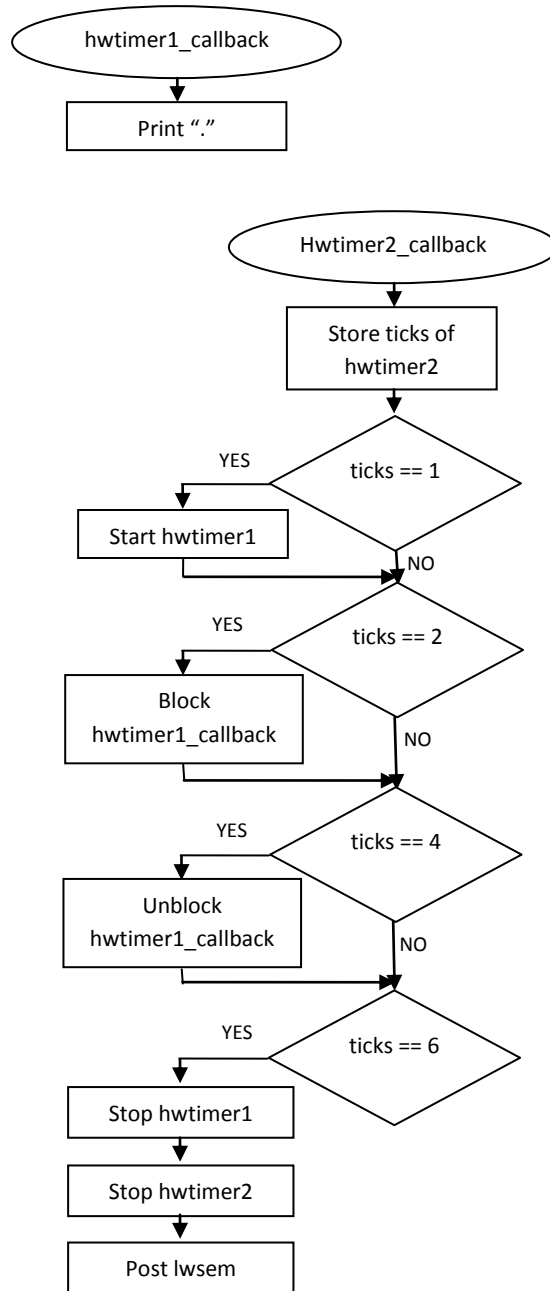 hwtimer1_callback
Print “.”
Hwtimer2_callback
Store ticks of
hwtimer2
ticks == 1
YES
Start hwtimer1
NO
ticks == 2
YES
Block
hwtimer1_callback
NO
ticks == 4
YES
Unblock
hwtimer1_callback
NO
ticks == 6
YES
Stop hwtimer1
Stop hwtimer2
Post lwsem